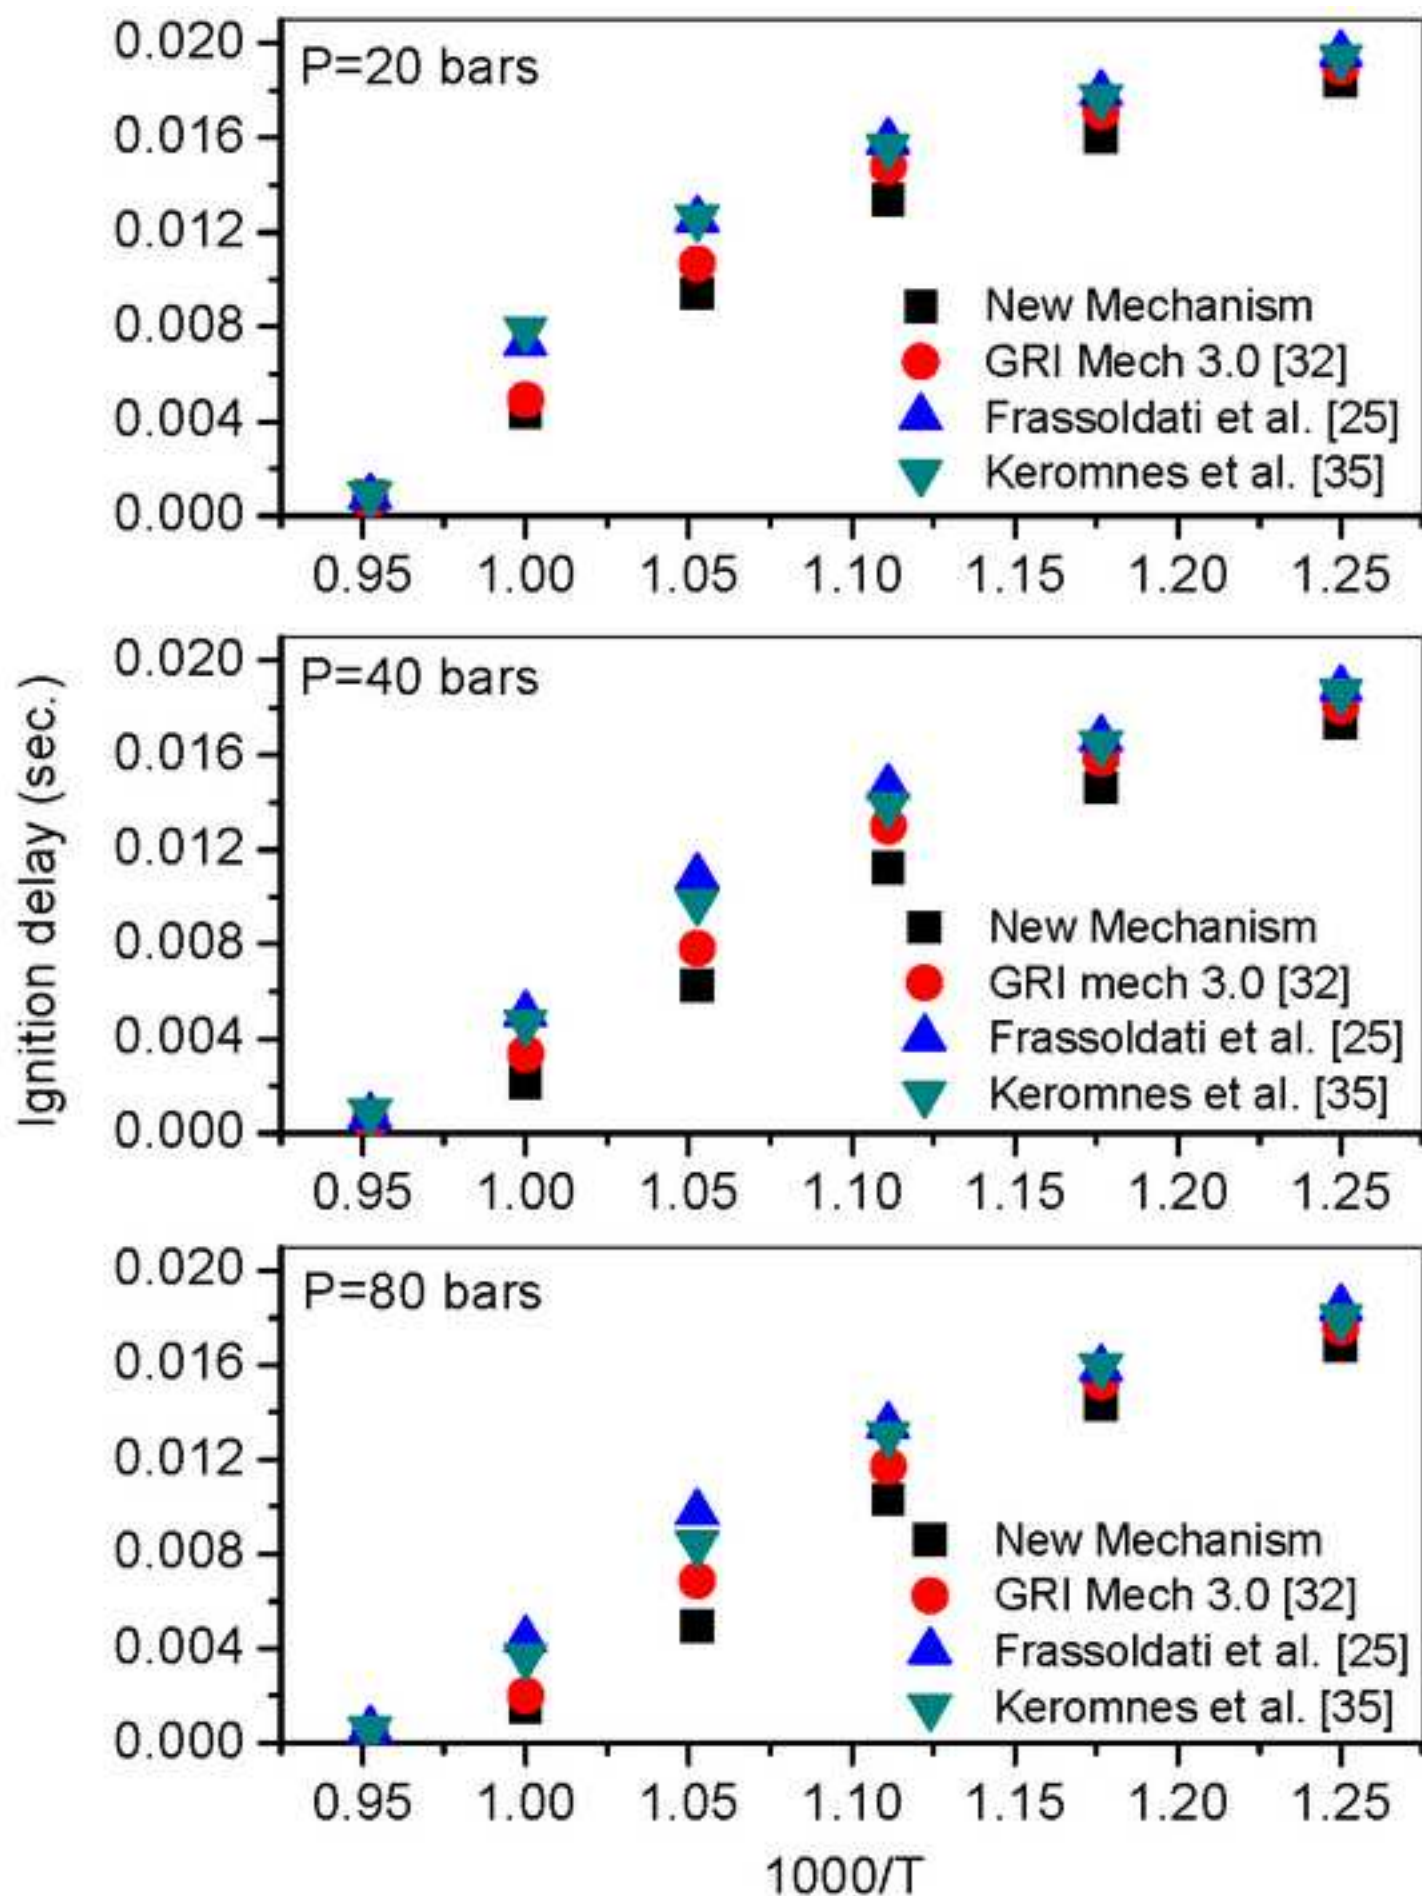 0.020
P=20 bars
0.016
0.012
0.008
0.004
0.000
New Mechanism
GRI Mech 3.0 [32]
Frassoldati et al. [25]
Keromnes et al. [35]
0.95 1.00 1.05 1.10 1.15 1.20 1.25
Ignition delay (sec.)
0.020
P=40 bars
0.016
0.012
0.008
0.004
0.000
New Mechanism
GRI mech 3.0 [32]
Frassoldati et al. [25]
Keromnes et al. [35]
0.95 1.00 1.05 1.10 1.15 1.20 1.25
0.020
P=80 bars
0.016
0.012
0.008
0.004
0.000
New Mechanism
GRI Mech 3.0 [32]
Frassoldati et al. [25]
Keromnes et al. [35]
0.95 1.00 1.05 1.10 1.15 1.20 1.25
1000/T